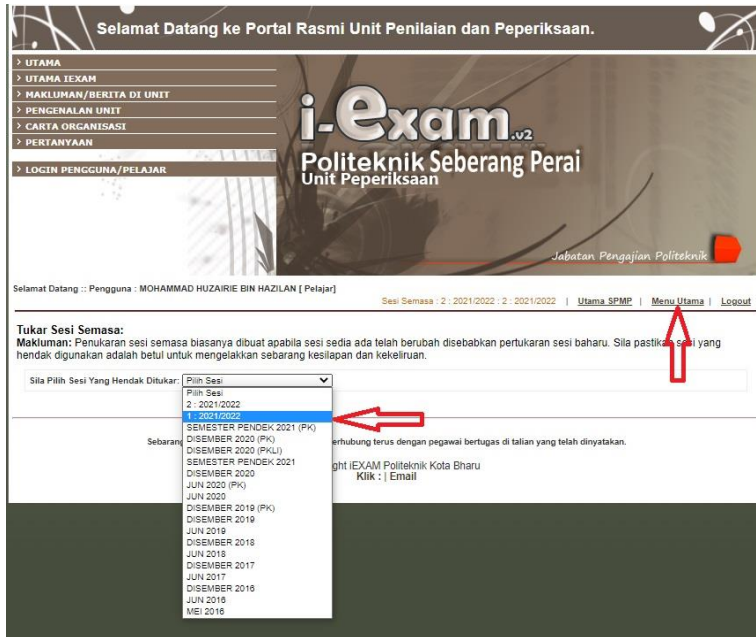 Selamat Datang ke Portal Rasmi Unit Penilaian dan Peperiksaan.
> UTAMA
> UTAMA IEXAM
> MAKLUMAN/BERITA DI UNIT
> PENGENALAN UNIT
> CARTA ORGANISASI
> PERTANYAAN
> LOGIN PENGGUNA/PELAJAR
i-exam.v2
Politeknik Seberang Perai
Unit Peperiksaan
Jabatan Pengajian Politeknik
Selamat Datang :: Pengguna : MOHAMMAD HUZAIRIE BIN HAZILAN [ Pelajar]
Sesi Semasa : 2 : 2021/2022 : 2 : 2021/2022 | Utama SPMP | Menu Utama | Logout
Tukar Sesi Semasa:
Makluman: Penukaran sesi semasa biasanya dibuat apabila sesi sedia ada telah berubah disebabkan pertukaran sesi baharu. Sila pastikan sesi yang
hendak digunakan adalah betul untuk mengelakkan sebarang kesilapan dan kekeliruan.
Sila Pilih Sesi Yang Hendak Ditukar: Pilih Sesi
Pilih Sesi
2 : 2021/2022
1 : 2021/2022
SEMESTER PENDEK 2021 (PK)
DISEMBER 2020 (PK)
DISEMBER 2020 (PKLI)
SEMESTER PENDEK 2021
DISEMBER 2020
JUN 2020 (PK)
JUN 2020
DISEMBER 2019 (PK)
DISEMBER 2019
JUN 2019
DISEMBER 2018
JUN 2018
DISEMBER 2017
JUN 2017
DISEMBER 2016
JUN 2016
MEI 2016
Sebarang erhubung terus dengan pegawai bertugas di talian yang telah dinyatakan.
ght iEXAM Politeknik Kota Bharu
Klik : | Email